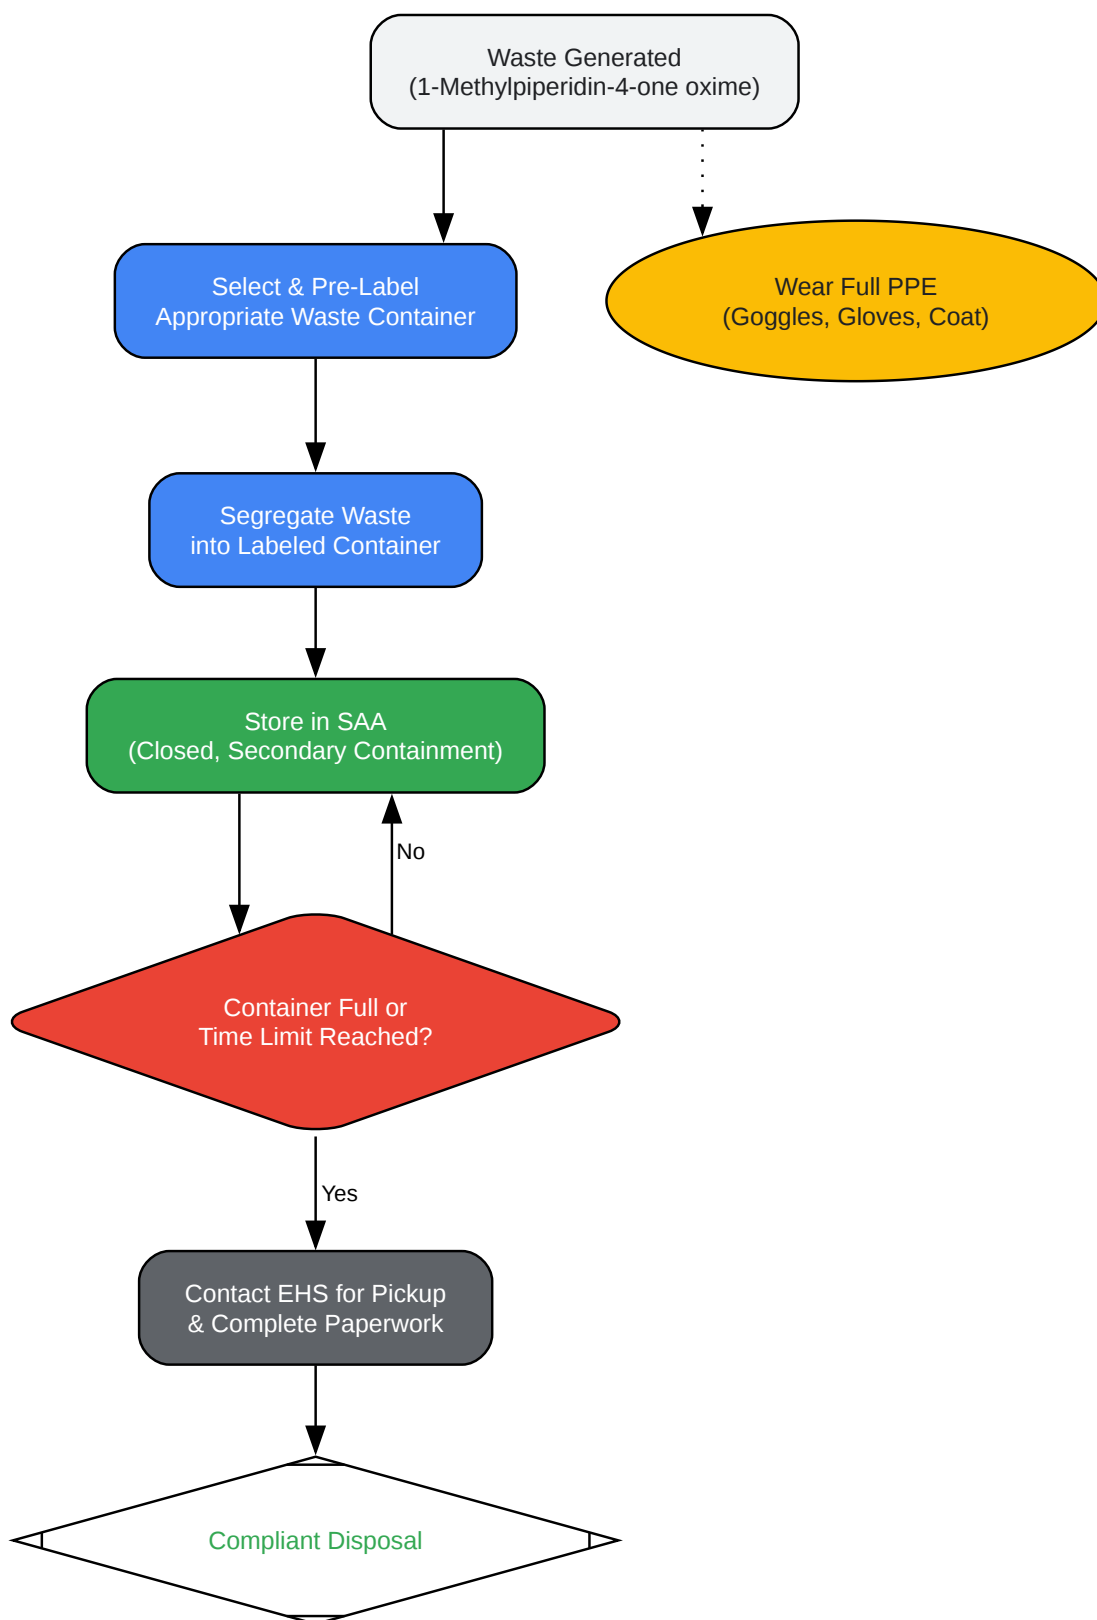 Waste Generated
(1-Methylpiperidin-4-one oxime)
Select & Pre-Label
Appropriate Waste Container
Wear Full PPE
(Goggles, Gloves, Coat)
Segregate Waste
into Labeled Container
Store in SAA
(Closed, Secondary Containment)
No
Container Full or
Time Limit Reached?
Yes
Contact EHS for Pickup
& Complete Paperwork
Compliant Disposal